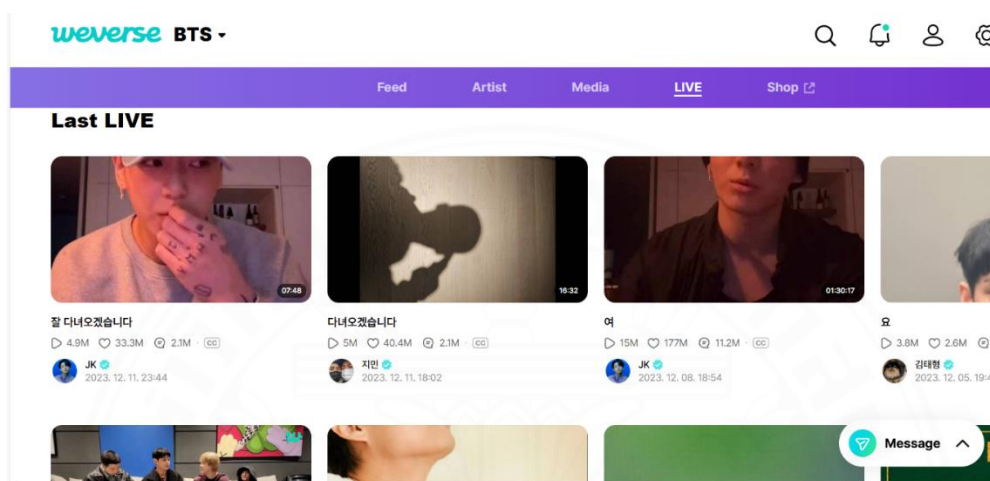 weverse BTS
Feed Artist Media LIVE Shop
Last LIVE
07:48 16:32 01:30:17
잘 다녀오겠습니다 다녀오겠습니다 여 요
4.9M 33.3M 2.1M · CC 5M 40.4M 2.1M · CC 15M 177M 11.2M · CC 3.8M 2.6M
JK 지민 JK 김태형
2023. 12. 11. 23:44 2023. 12. 11. 18:02 2023. 12. 08. 18:54 2023. 12. 05. 19:4
Message